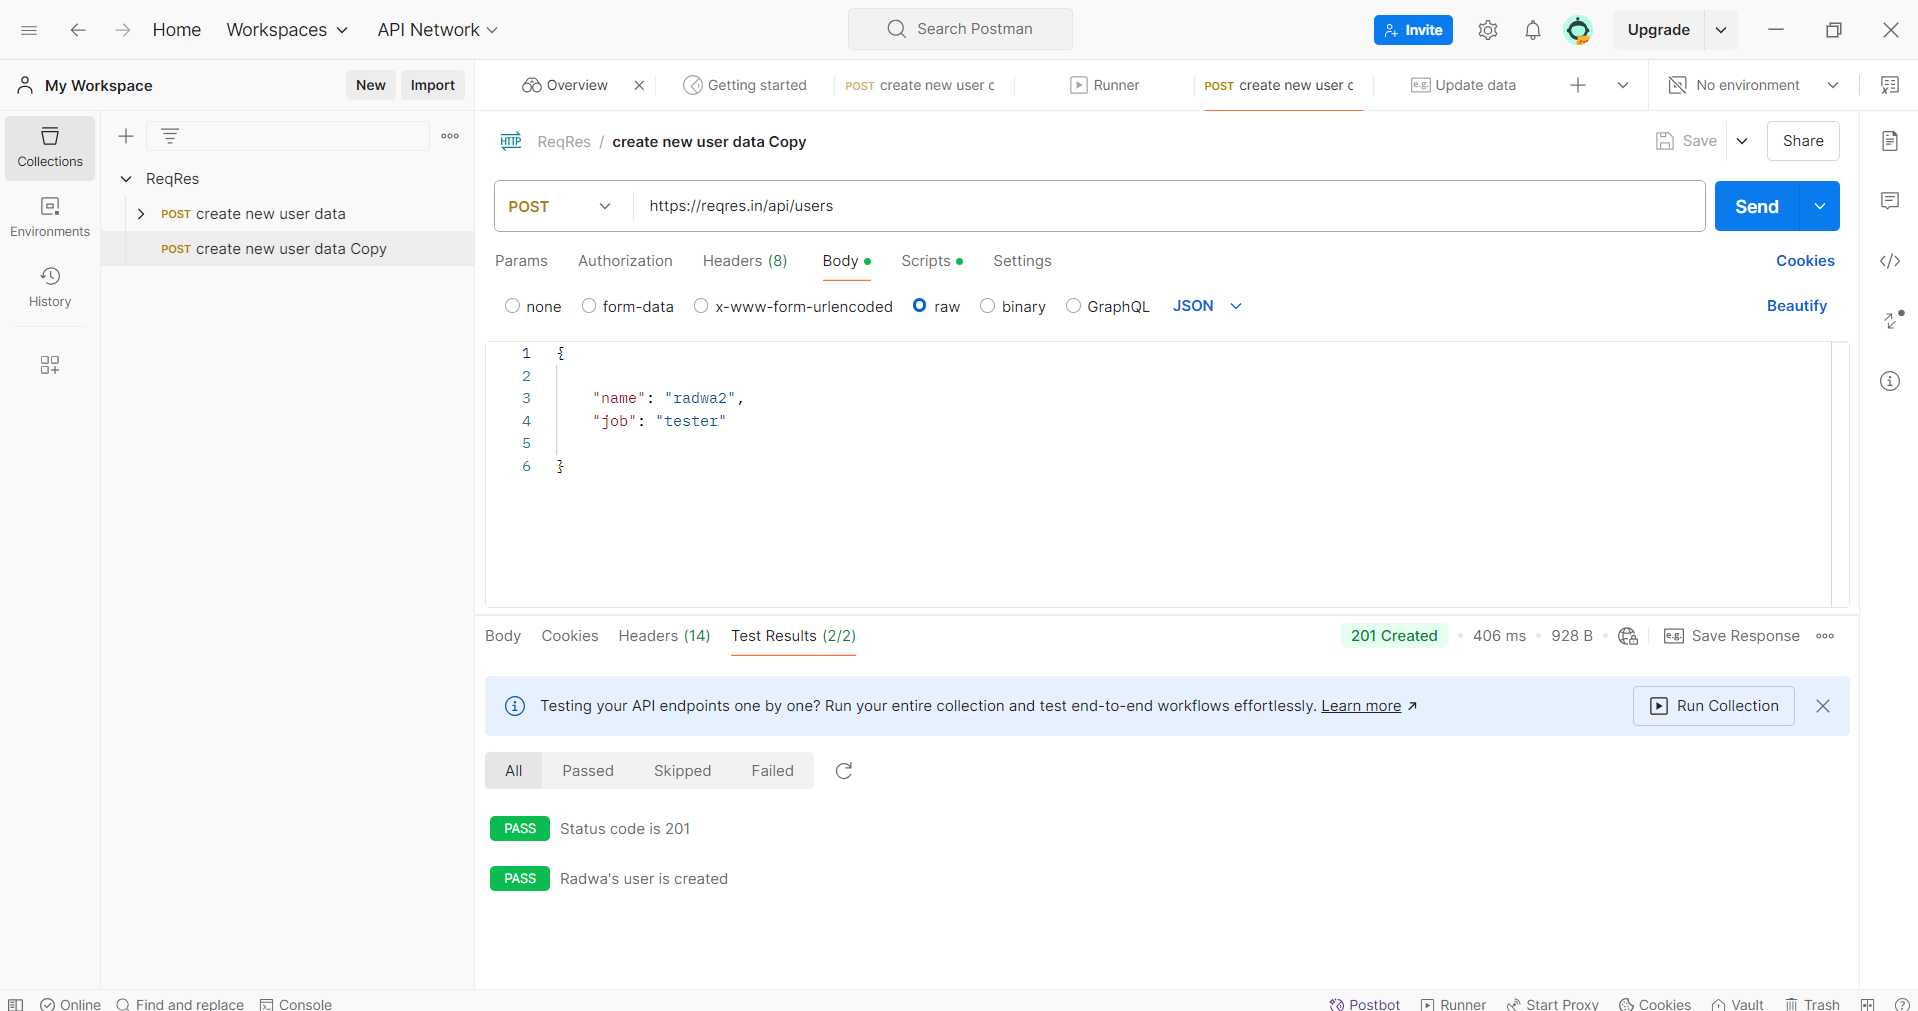 Home Workspaces API Network Search Postman Invite Upgrade
My Workspace New Import Overview Getting started POST create new user c Runner POST create new user c e.g. Update data No environment
Collections
Environments
History
ReqRes
POST create new user data
POST create new user data Copy
HTTP ReqRes / create new user data Copy Save Share
POST https://reqres.in/api/users Send
Params Authorization Headers (8) Body Scripts Settings Cookies
none form-data x-www-form-urlencoded raw binary GraphQL JSON Beautify
1 {
2
3 "name": "radwa2",
4 "job": "tester"
5
6 }
Body Cookies Headers (14) Test Results (2/2) 201 Created 406 ms 928 B e.g. Save Response
Testing your API endpoints one by one? Run your entire collection and test end-to-end workflows effortlessly. Learn more Run Collection
All Passed Skipped Failed
PASS Status code is 201
PASS Radwa's user is created
Online Find and replace Console Postbot Runner Start Proxy Cookies Vault Trash